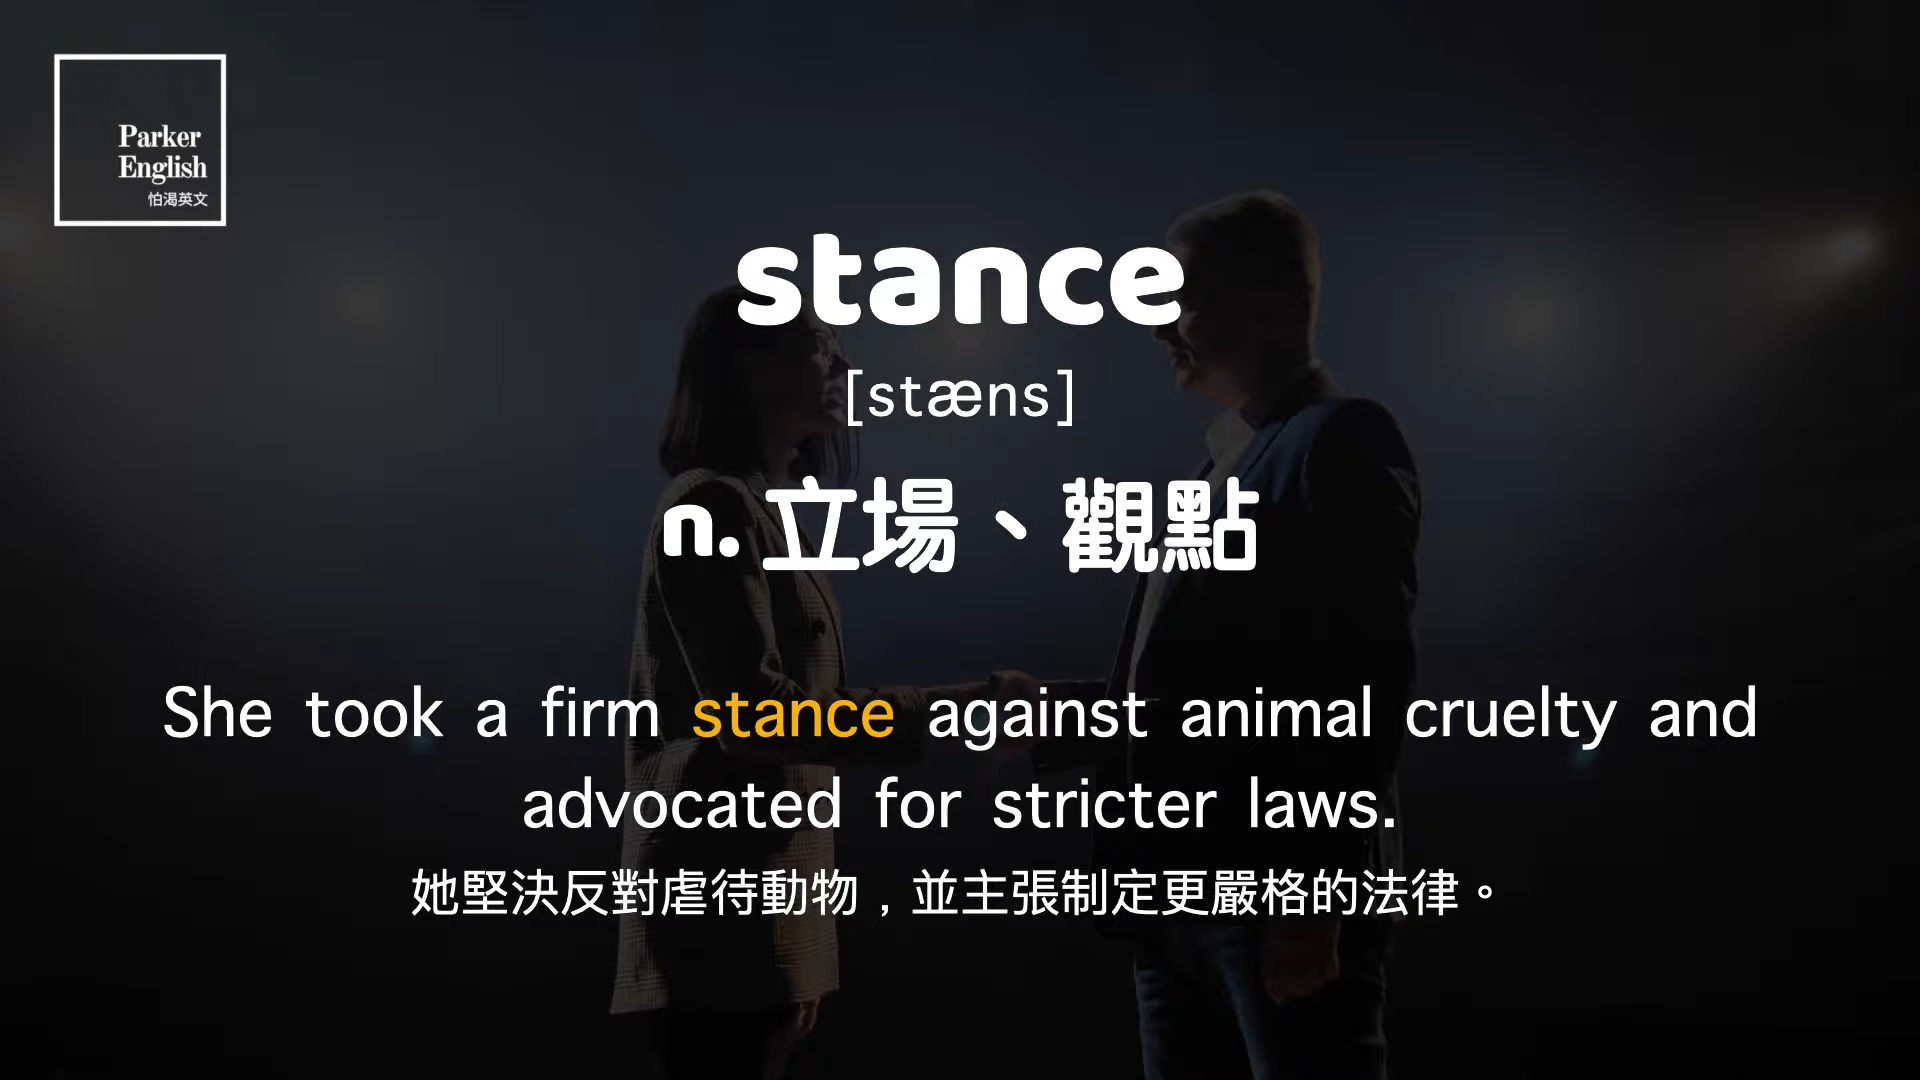 Parker
English
怕渴英文
stance
[stæns]
n.立場、觀點
She took a firm stance against animal cruelty and
advocated for stricter laws.
她堅決反對虐待動物，並主張制定更嚴格的法律。